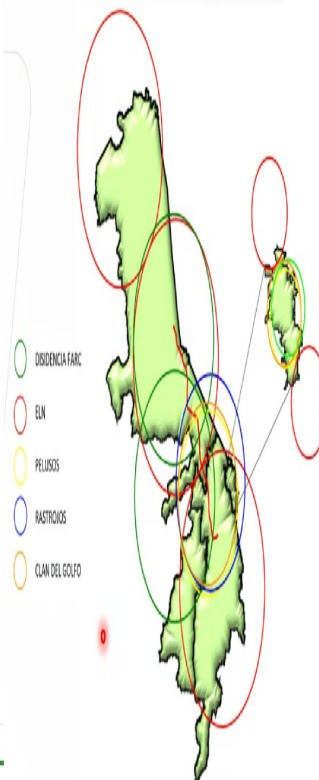 DISIDENCIA FARC
ELN
PELUSOS
RASTROJOS
CLAN DEL GOLFO